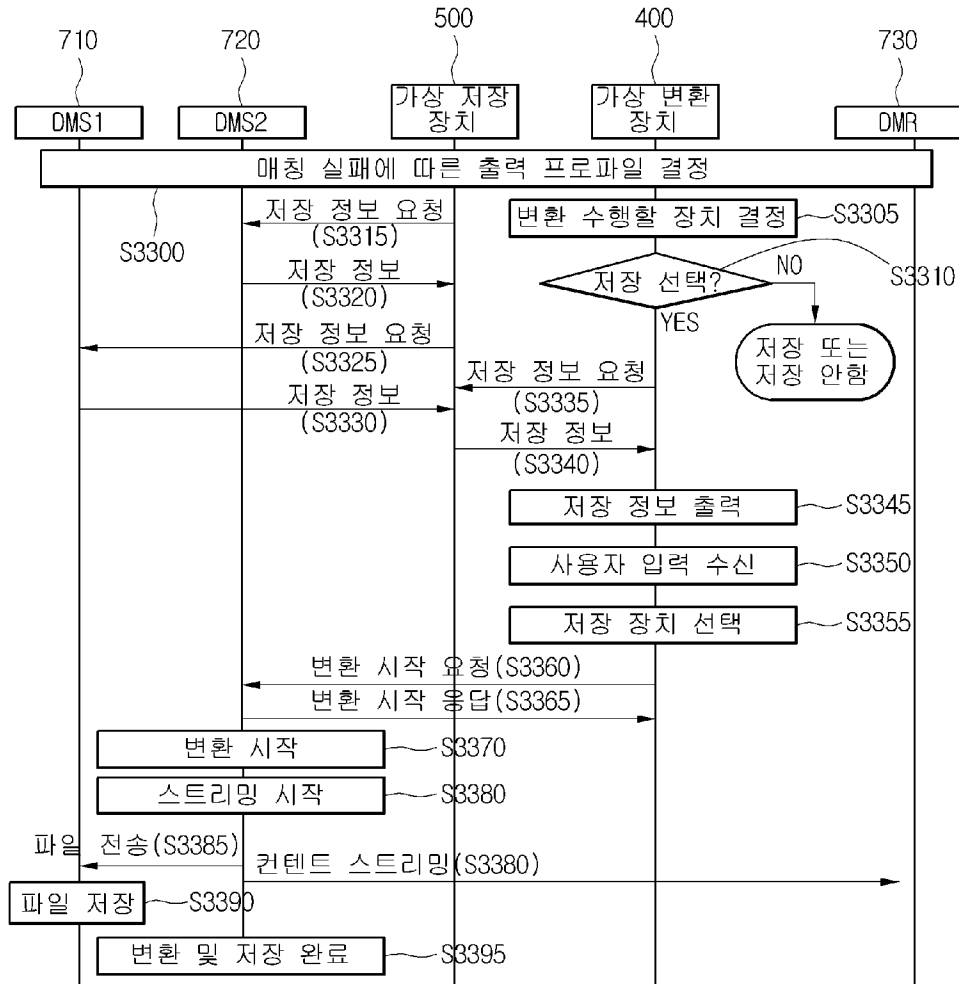 500
400
710
720
730
가상 저장
장치
가상 변환
장치
DMS1
DMS2
DMR
매칭 실패에 따른 출력 프로파일 결정
S3300
저장 정보 요청
(S3315)
변환 수행할 장치 결정
S3305
저장 정보
(S3320)
저장 선택?
NO
S3310
YES
저장 정보 요청
(S3325)
저장 또는
저장 안함
저장 정보 요청
(S3335)
저장 정보
(S3330)
저장 정보
(S3340)
저장 정보 출력
S3345
사용자 입력 수신
S3350
저장 장치 선택
S3355
변환 시작 요청(S3360)
변환 시작 응답(S3365)
변환 시작
S3370
스트리밍 시작
S3380
파일 전송(S3385)
컨텐트 스트리밍(S3380)
파일 저장
S3390
변환 및 저장 완료
S3395